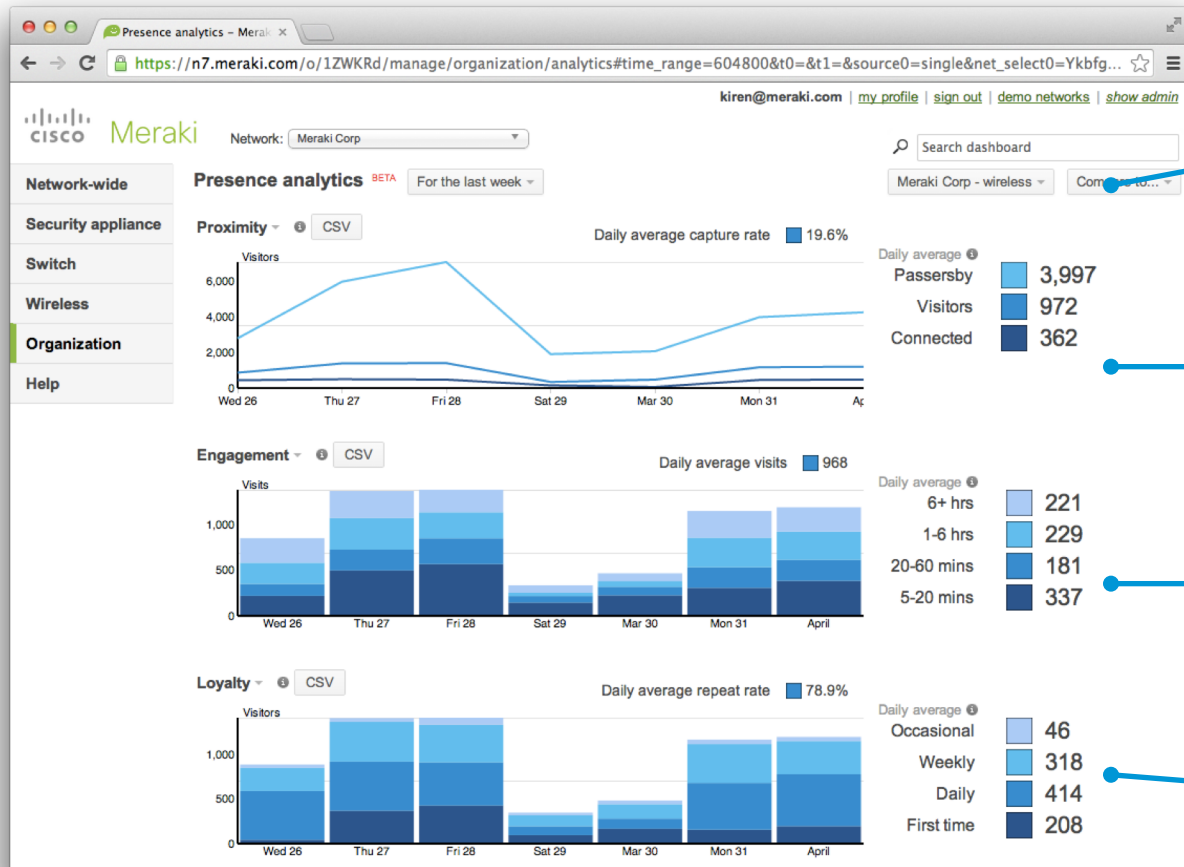 Presence analytics – Merak
https://n7.meraki.com/o/1ZWKRd/manage/organization/analytics#time_range=604800&t0=&t1=&source0=single&net_select0=Ykbfg...
kiren@meraki.com | my profile | sign out | demo networks | show admin
cisco Meraki
Network: Meraki Corp
Search dashboard
Network-wide
Security appliance
Switch
Wireless
Organization
Help
Presence analytics BETA For the last week
Meraki Corp - wireless Compare to...
Proximity CSV
Daily average capture rate 19.6%
Visitors
6,000
4,000
2,000
0
Wed 26 Thu 27 Fri 28 Sat 29 Mar 30 Mon 31 Ap
Daily average
Passersby 3,997
Visitors 972
Connected 362
Engagement CSV
Daily average visits 968
Visits
1,000
500
0
Wed 26 Thu 27 Fri 28 Sat 29 Mar 30 Mon 31 April
Daily average
6+ hrs 221
1-6 hrs 229
20-60 mins 181
5-20 mins 337
Loyalty CSV
Daily average repeat rate 78.9%
Visitors
1,000
500
0
Wed 26 Thu 27 Fri 28 Sat 29 Mar 30 Mon 31 April
Daily average
Occasional 46
Weekly 318
Daily 414
First time 208